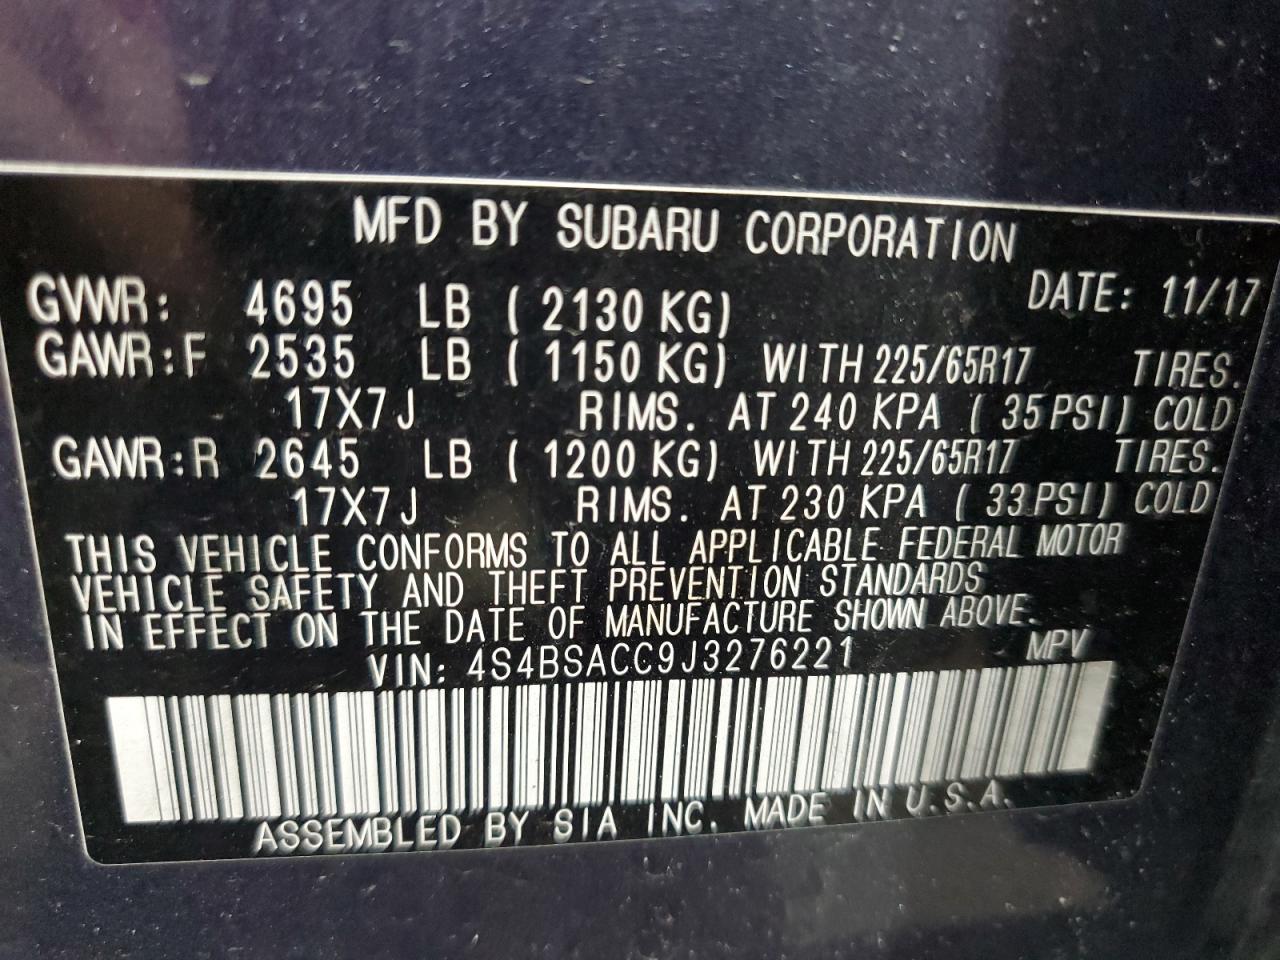 MFD BY SUBARU CORPORATION
GVWR: 4695 LB ( 2130 KG) DATE: 11/17
GAWR:F 2535 LB ( 1150 KG) WITH 225/65R17 TIRES.
17X7J RIMS. AT 240 KPA ( 35 PSI) COLD
GAWR:R 2645 LB ( 1200 KG) WITH 225/65R17 TIRES.
17X7J RIMS. AT 230 KPA ( 33 PSI) COLD
THIS VEHICLE CONFORMS TO ALL APPLICABLE FEDERAL MOTOR
VEHICLE SAFETY AND THEFT PREVENTION STANDARDS
IN EFFECT ON THE DATE OF MANUFACTURE SHOWN ABOVE.
VIN: 4S4BSACC9J3276221 MPV
ASSEMBLED BY SIA INC. MADE IN U.S.A.